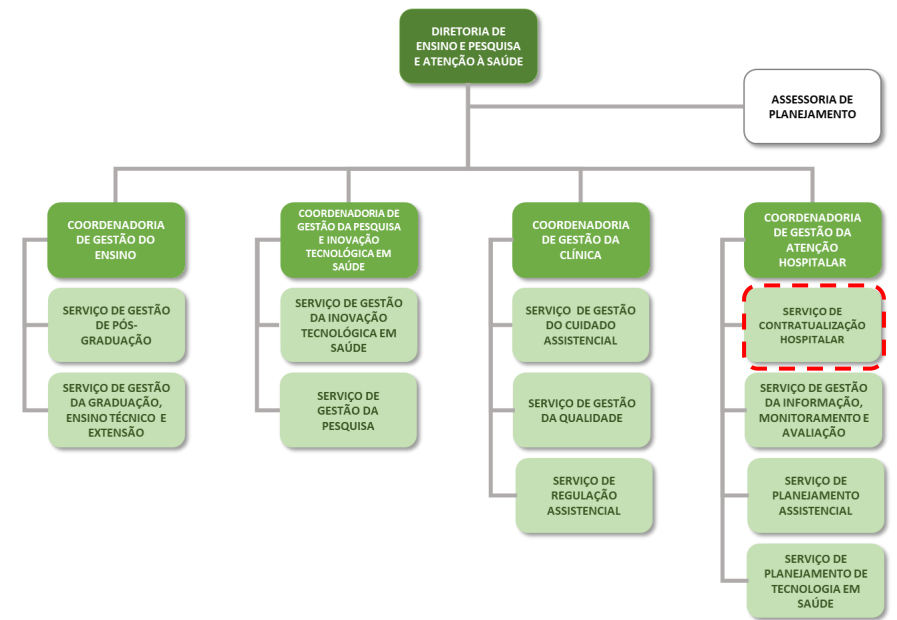 DIRETORIA DE
ENSINO E PESQUISA
E ATENÇÃO À SAÚDE
ASSESSORIA DE
PLANEJAMENTO
COORDENADORIA
DE GESTÃO DO
ENSINO
SERVIÇO DE GESTÃO
DE PÓS-
GRADUAÇÃO
SERVIÇO DE GESTÃO
DA GRADUAÇÃO,
ENSINO TÉCNICO E
EXTENSÃO
COORDENADORIA DE
GESTÃO DA PESQUISA
E INOVAÇÃO
TECNOLÓGICA EM
SAÚDE
SERVIÇO DE GESTÃO
DA INOVAÇÃO
TECNOLÓGICA EM
SAÚDE
SERVIÇO DE
GESTÃO DA
PESQUISA
COORDENADORIA
DE GESTÃO DA
CLÍNICA
SERVIÇO DE GESTÃO
DO CUIDADO
ASSISTENCIAL
SERVIÇO DE GESTÃO
DA QUALIDADE
SERVIÇO DE
REGULAÇÃO
ASSISTENCIAL
COORDENADORIA
DE GESTÃO DA
ATENÇÃO
HOSPITALAR
SERVIÇO DE
CONTRATUALIZAÇÃO
HOSPITALAR
SERVIÇO DE GESTÃO
DA INFORMAÇÃO,
MONITORAMENTO E
AVALIAÇÃO
SERVIÇO DE
PLANEJAMENTO
ASSISTENCIAL
SERVIÇO DE
PLANEJAMENTO DE
TECNOLOGIA EM
SAÚDE